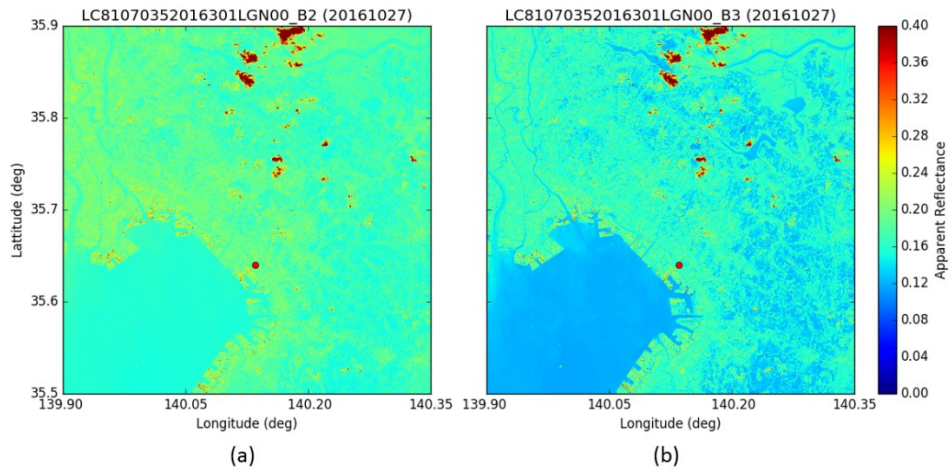 LC81070352016301LGN00_B2 (20161027)
35.9
35.8
35.7
35.6
35.5
Lattitude (deg)
139.90 140.05 140.20 140.35
Longitude (deg)
(a)
LC81070352016301LGN00_B3 (20161027)
139.90 140.05 140.20 140.35
Longitude (deg)
(b)
0.40
0.36
0.32
0.28
0.24
0.20
0.16
0.12
0.08
0.04
0.00
Apparent Reflectance